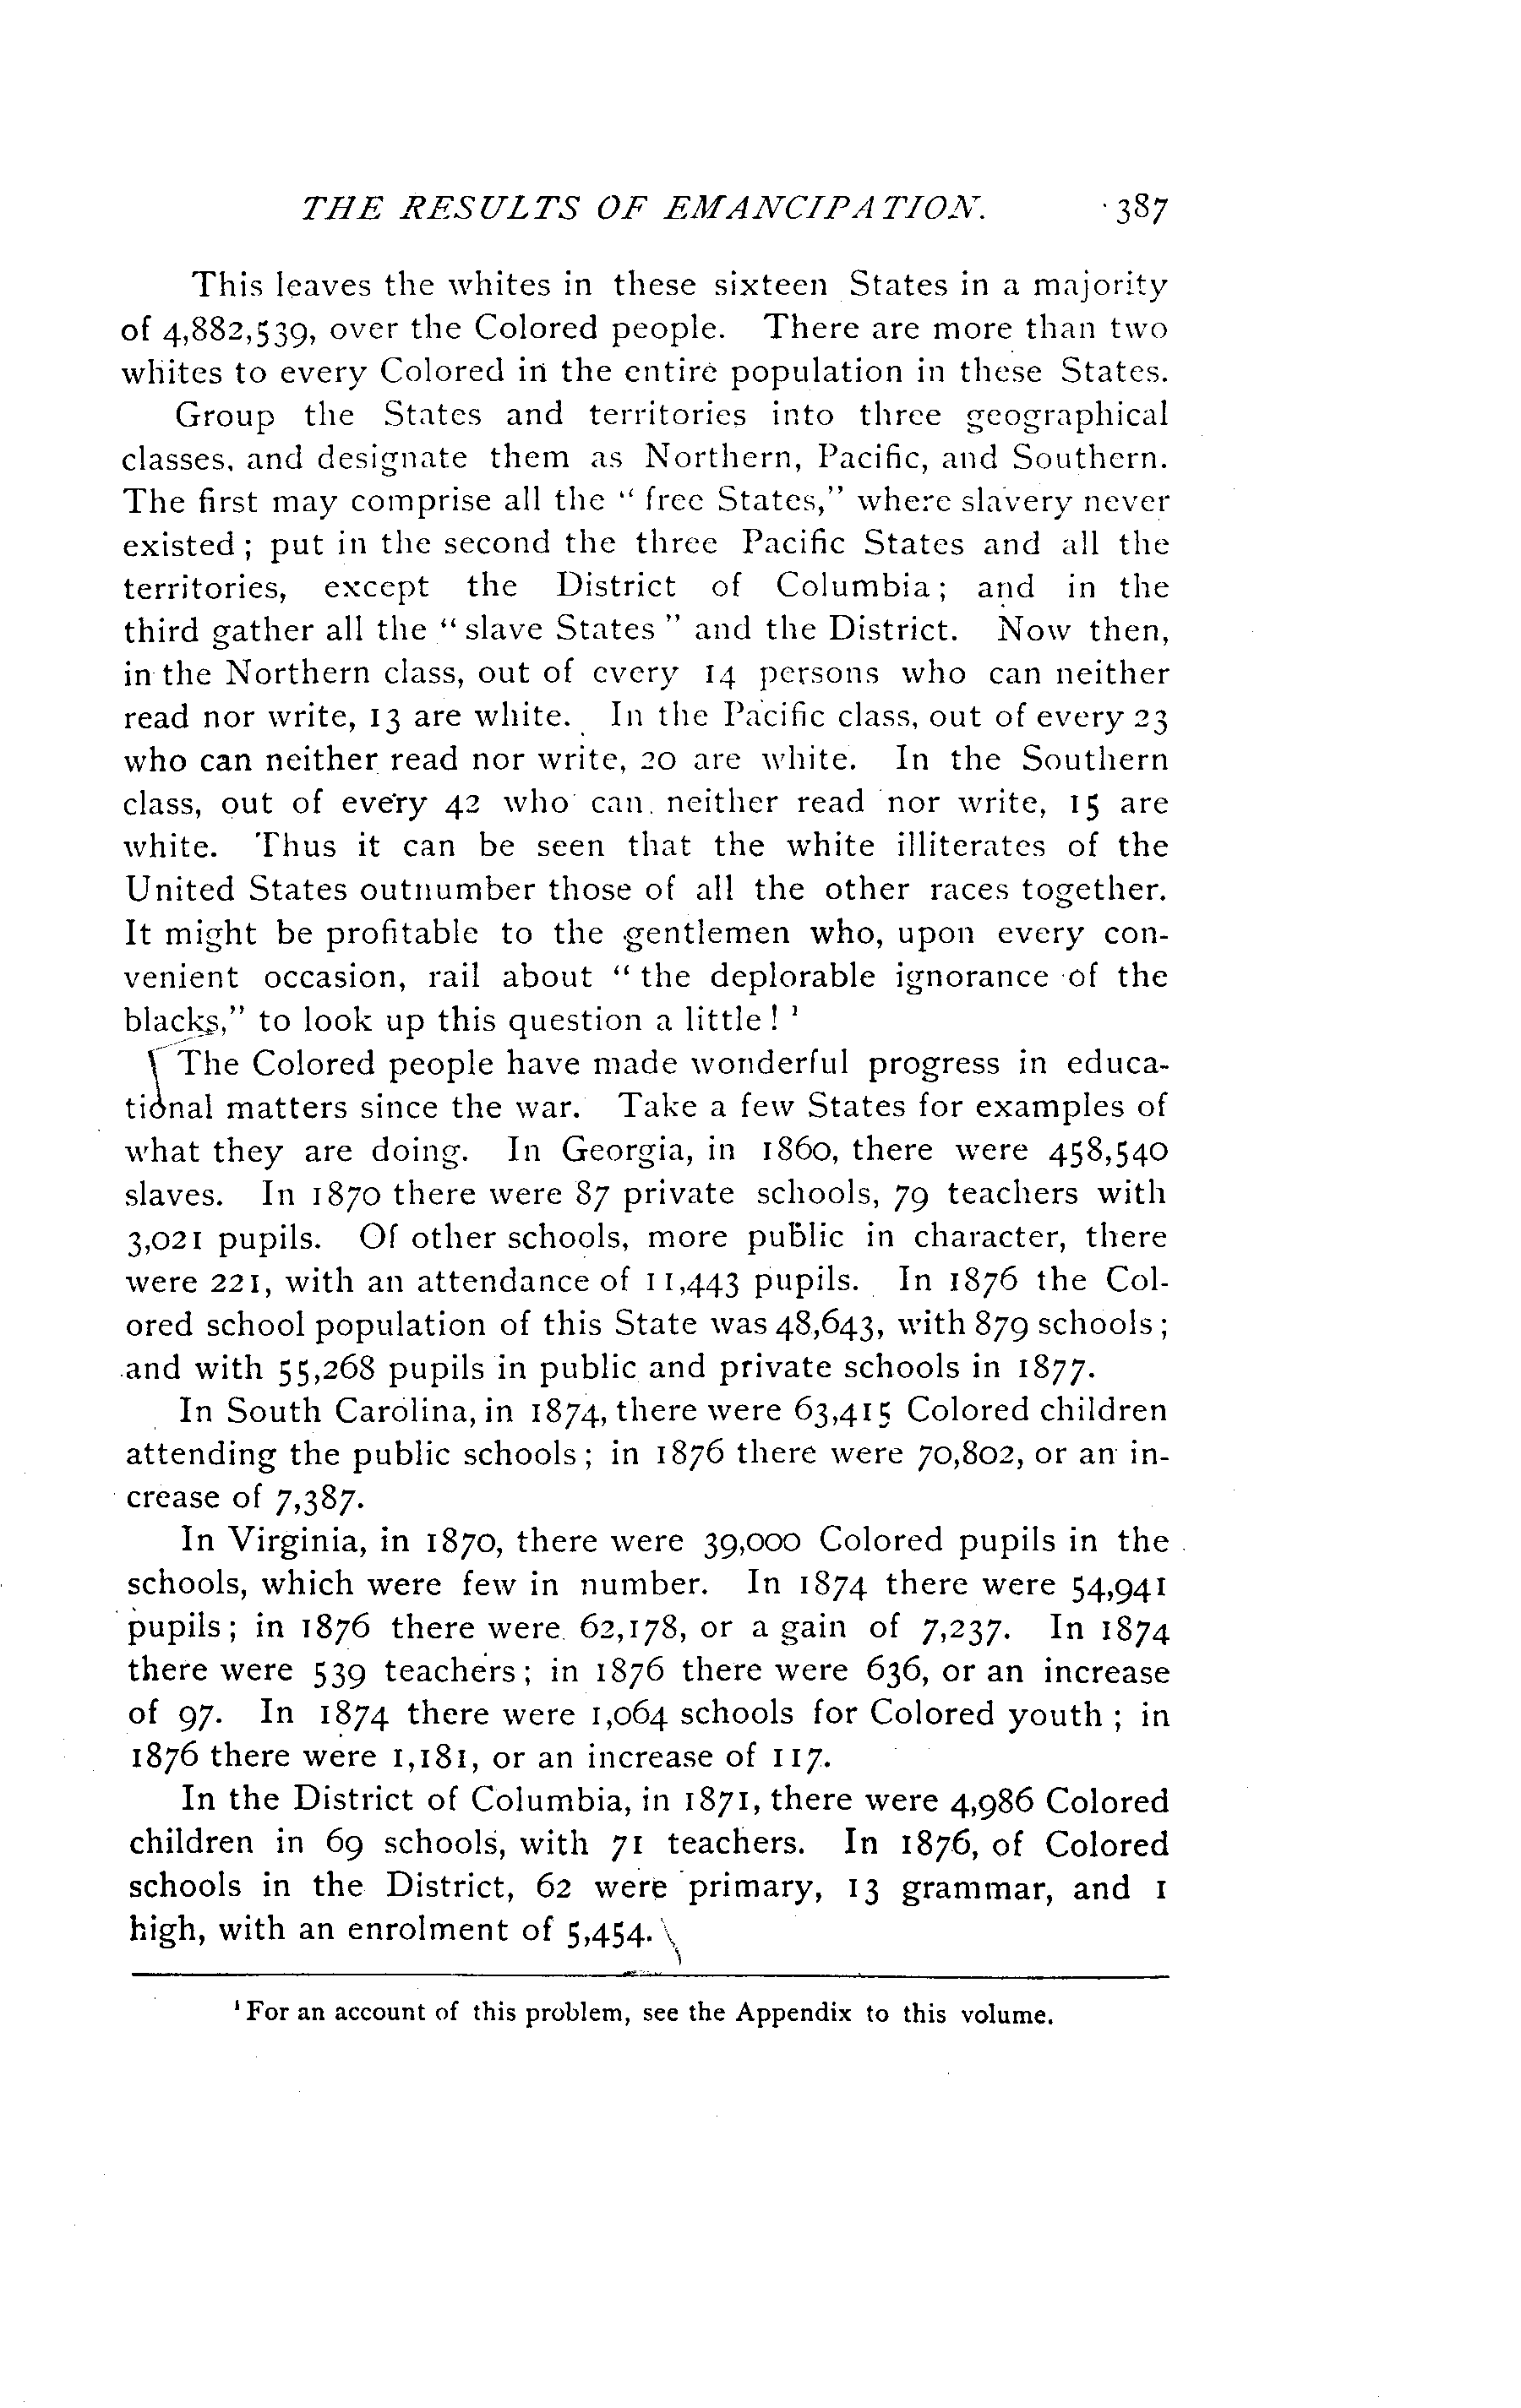 THE RESULTS OF EMANCIPATION. 387
This leaves the whites in these sixteen States in a majority
of 4,882,539, over the Colored people. There are more than two
whites to every Colored in the entire population in these States.
Group the States and territories into three geographical
classes, and designate them as Northern, Pacific, and Southern.
The first may comprise all the “ free States,” where slavery never
existed ; put in the second the three Pacific States and all the
territories, except the District of Columbia ; and in the
third gather all the “ slave States ” and the District. Now then,
in the Northern class, out of every 14 persons who can neither
read nor write, 13 are white. In the Pacific class, out of every 23
who can neither read nor write, 20 are white. In the Southern
class, out of every 42 who can neither read nor write, 15 are
white. Thus it can be seen that the white illiterates of the
United States outnumber those of all the other races together.
It might be profitable to the gentlemen who, upon every con-
venient occasion, rail about “ the deplorable ignorance of the
blacks,” to look up this question a little ! ¹
The Colored people have made wonderful progress in educa-
tional matters since the war. Take a few States for examples of
what they are doing. In Georgia, in 1860, there were 458,540
slaves. In 1870 there were 87 private schools, 79 teachers with
3,021 pupils. Of other schools, more public in character, there
were 221, with an attendance of 11,443 pupils. In 1876 the Col-
ored school population of this State was 48,643, with 879 schools ;
and with 55,268 pupils in public and private schools in 1877.
In South Carolina, in 1874, there were 63,415 Colored children
attending the public schools ; in 1876 there were 70,802, or an in-
crease of 7,387.
In Virginia, in 1870, there were 39,000 Colored pupils in the
schools, which were few in number. In 1874 there were 54,941
pupils ; in 1876 there were 62,178, or a gain of 7,237. In 1874
there were 539 teachers ; in 1876 there were 636, or an increase
of 97. In 1874 there were 1,064 schools for Colored youth ; in
1876 there were 1,181, or an increase of 117.
In the District of Columbia, in 1871, there were 4,986 Colored
children in 69 schools, with 71 teachers. In 1876, of Colored
schools in the District, 62 were primary, 13 grammar, and 1
high, with an enrolment of 5,454.
¹ For an account of this problem, see the Appendix to this volume.